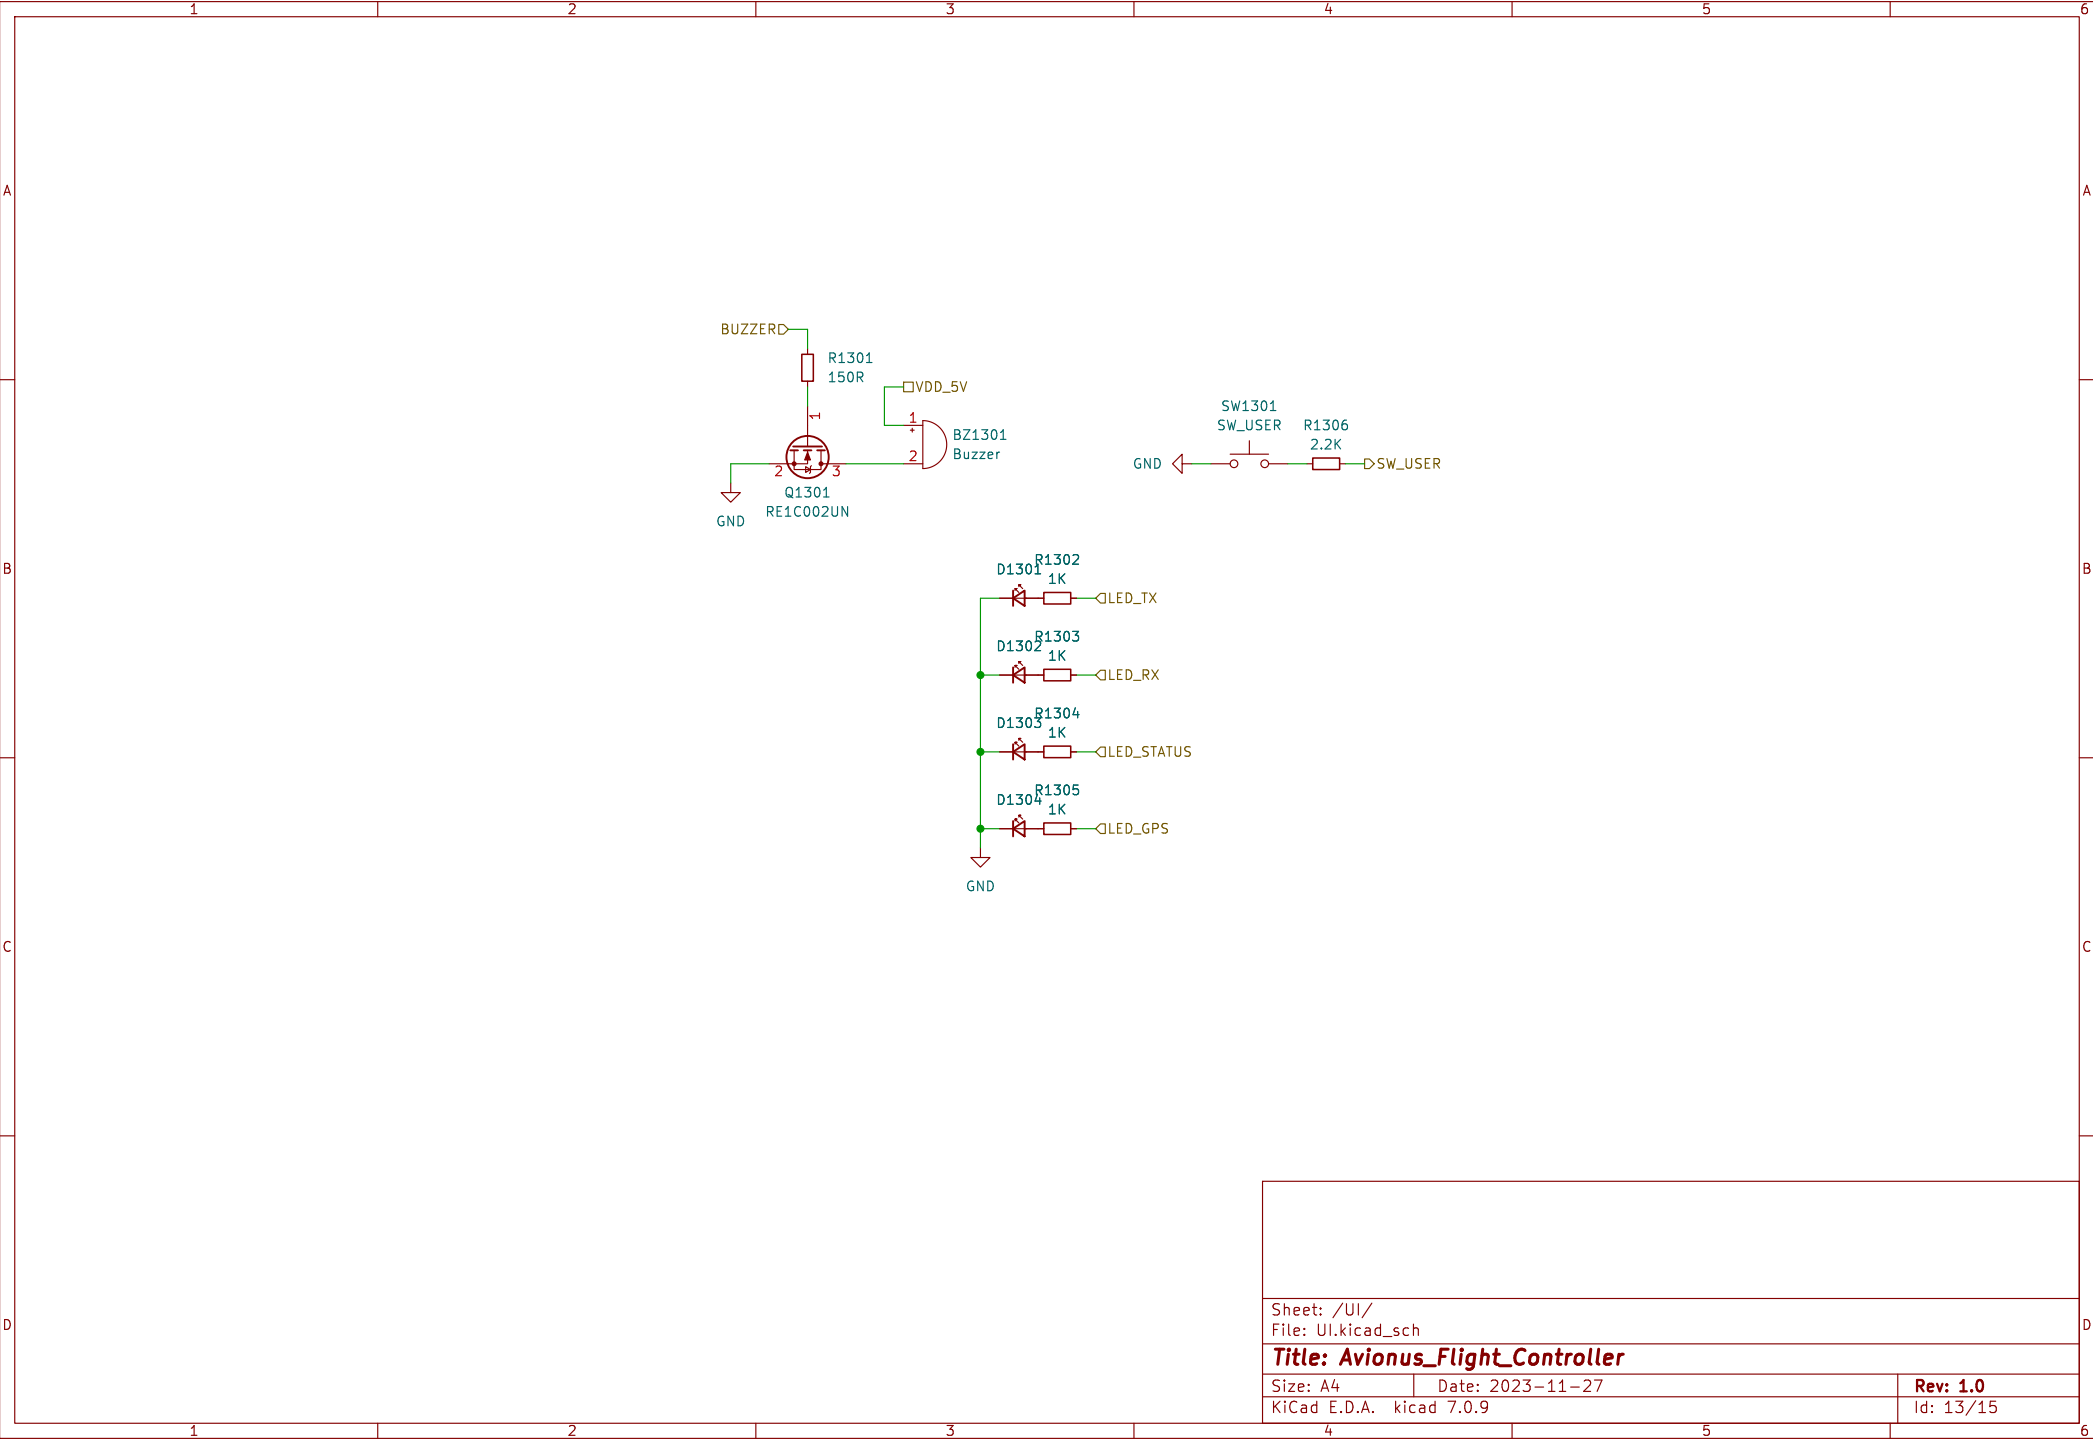 1 2 3 4 5 6
A A
BUZZER
R1301
150R
VDD_5V
1
1
+
BZ1301
Buzzer
2
2 3
Q1301
RE1C002UN
GND
SW1301
SW_USER
R1306
2.2K
GND
SW_USER
B B
R1302
D1301
1K
LED_TX
R1303
D1302
1K
LED_RX
R1304
D1303
1K
LED_STATUS
R1305
D1304
1K
LED_GPS
GND
C C
D D
Sheet: /UI/
File: UI.kicad_sch
Title: Avionus_Flight_Controller
Size: A4 Date: 2023-11-27 Rev: 1.0
KiCad E.D.A. kicad 7.0.9 Id: 13/15
1 2 3 4 5 6